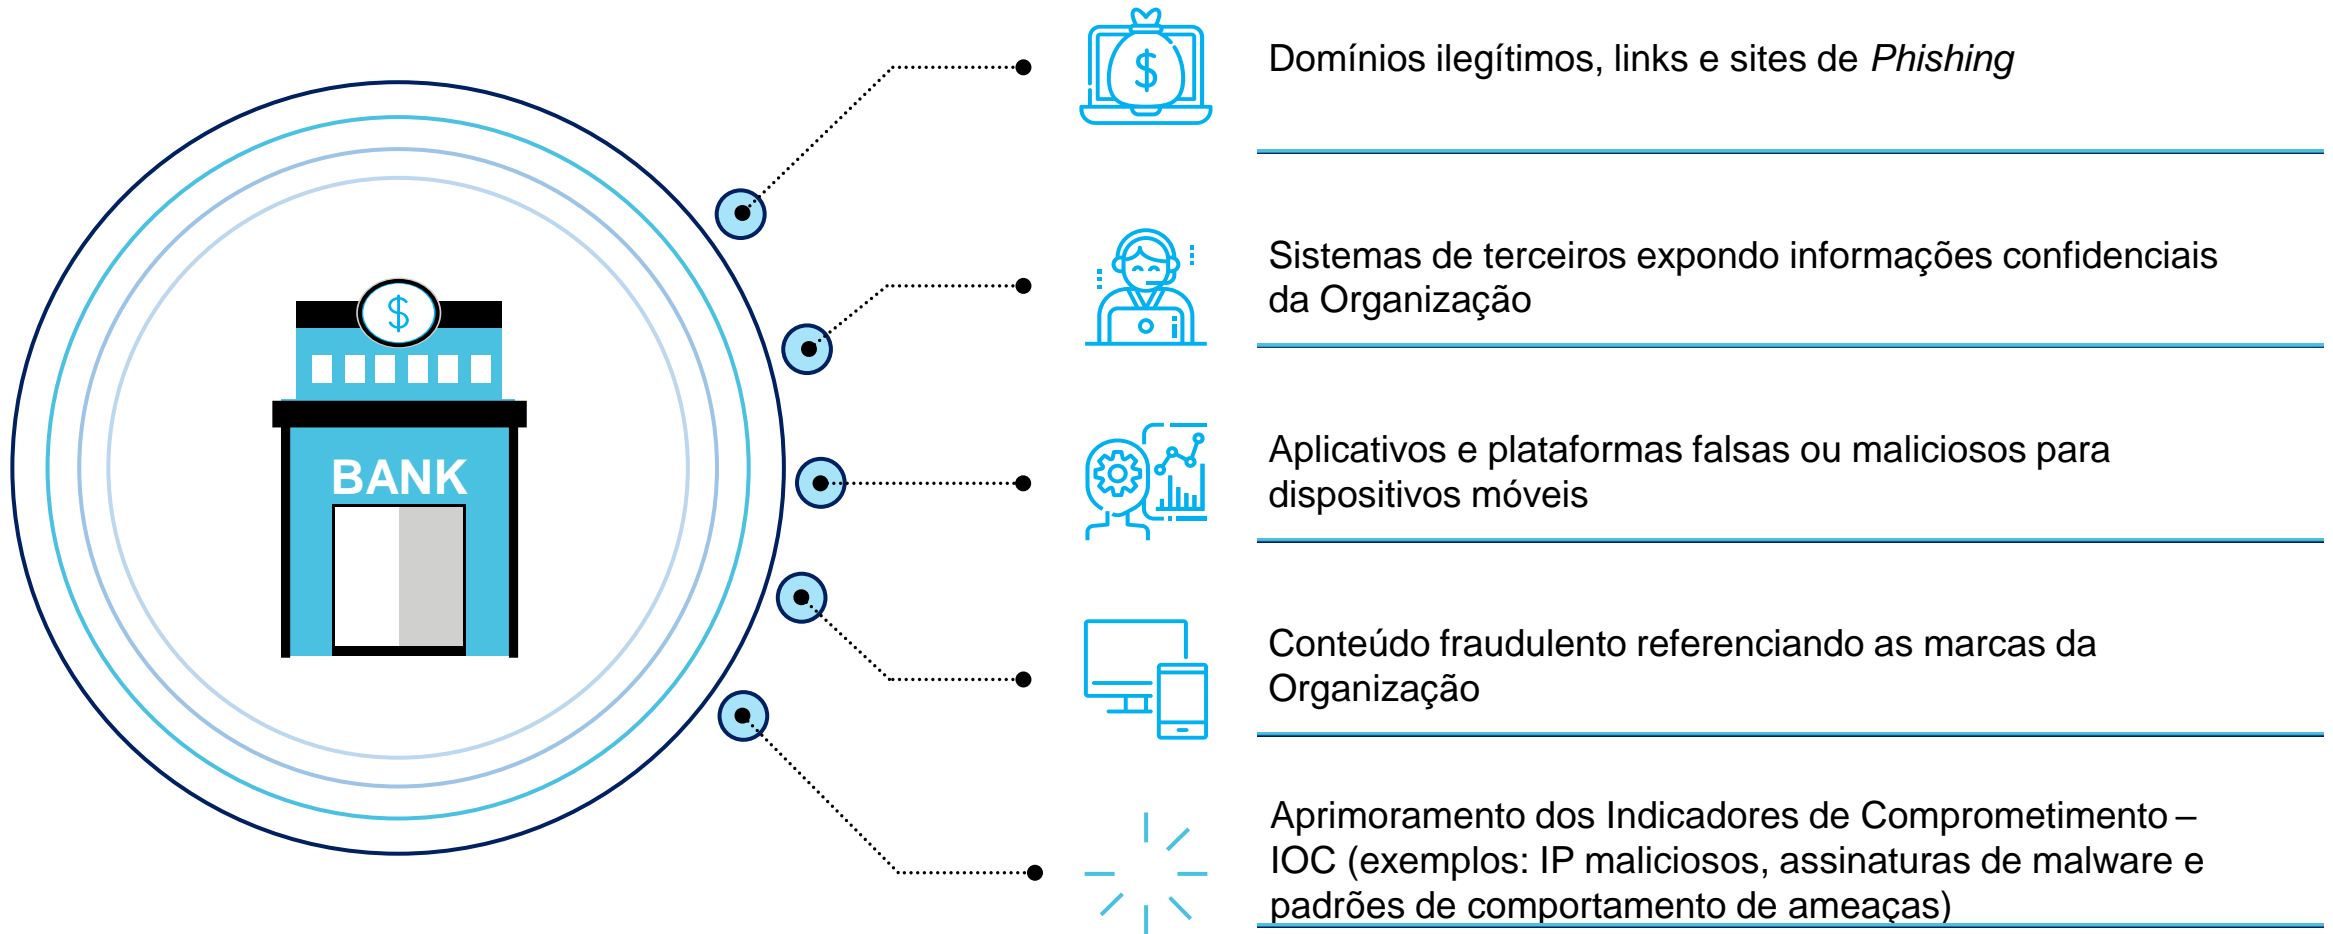 Domínios ilegítimos, links e sites de Phishing
Sistemas de terceiros expondo informações confidenciais
da Organização
$
BANK
Aplicativos e plataformas falsas ou maliciosos para
dispositivos móveis
Conteúdo fraudulento referenciando as marcas da
Organização
Aprimoramento dos Indicadores de Comprometimento –
IOC (exemplos: IP maliciosos, assinaturas de malware e
padrões de comportamento de ameaças)